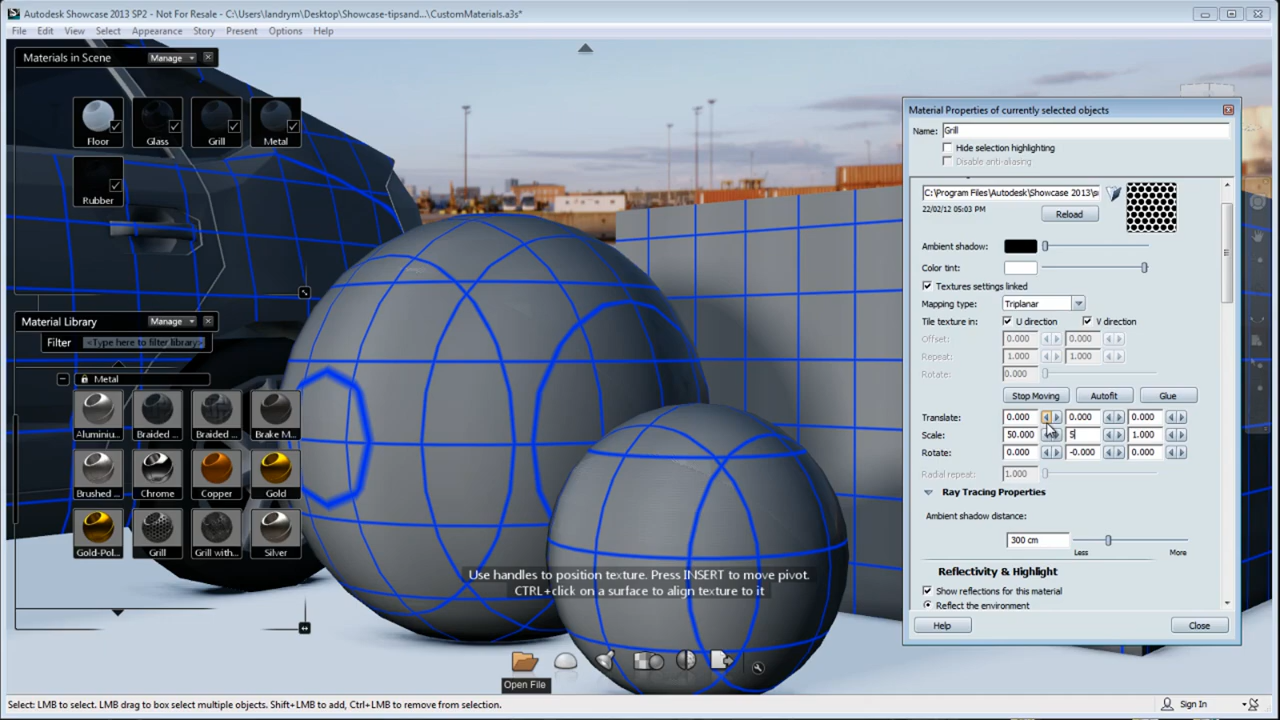 Autodesk Showcase 2013 SP2 - Not For Resale - C:\Users\landrym\Desktop\Showcase-tipsand...\CustomMaterials.a3s*
File Edit View Select Appearance Story Present Options Help
Materials in Scene Manage
Floor Glass Grill Metal
Rubber
Material Library Manage
Filter <Type here to filter library>
Metal
Aluminiu... Braided ... Braided ... Brake M...
Brushed ... Chrome Copper Gold
Gold-Pol... Grill Grill with... Silver
Use handles to position texture. Press INSERT to move pivot.
CTRL+click on a surface to align texture to it
Open File
Material Properties of currently selected objects
Name: Grill
Hide selection highlighting
Disable anti-aliasing
C:\Program Files\Autodesk\Showcase 2013\s
22/02/12 05:03 PM
Reload
Ambient shadow:
Color tint:
Textures settings linked
Mapping type: Triplanar
Tile texture in: U direction V direction
Offset: 0.000 0.000
Repeat: 1.000 1.000
Rotate: 0.000
Stop Moving Autofit Glue
Translate: 0.000 0.000 0.000
Scale: 50.000 5 1.000
Rotate: 0.000 -0.000 0.000
Radial repeat: 1.000
Ray Tracing Properties
Ambient shadow distance:
300 cm
Less More
Reflectivity & Highlight
Show reflections for this material
Reflect the environment
Help Close
Select: LMB to select. LMB drag to box select multiple objects. Shift+LMB to add, Ctrl+LMB to remove from selection.
Sign In